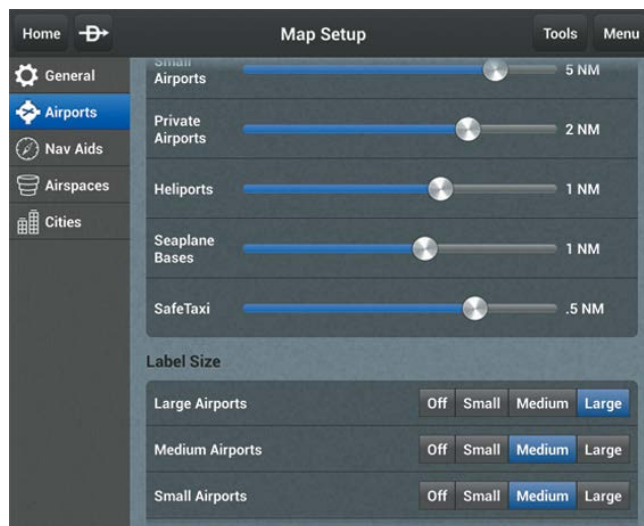 Home
Map Setup
Tools
Menu
General
Airports
Nav Aids
Airspaces
Cities
Small
Airports
5 NM
Private
Airports
2 NM
Heliports
1 NM
Seaplane
Bases
1 NM
SafeTaxi
.5 NM
Label Size
Large Airports
Off Small Medium Large
Medium Airports
Off Small Medium Large
Small Airports
Off Small Medium Large